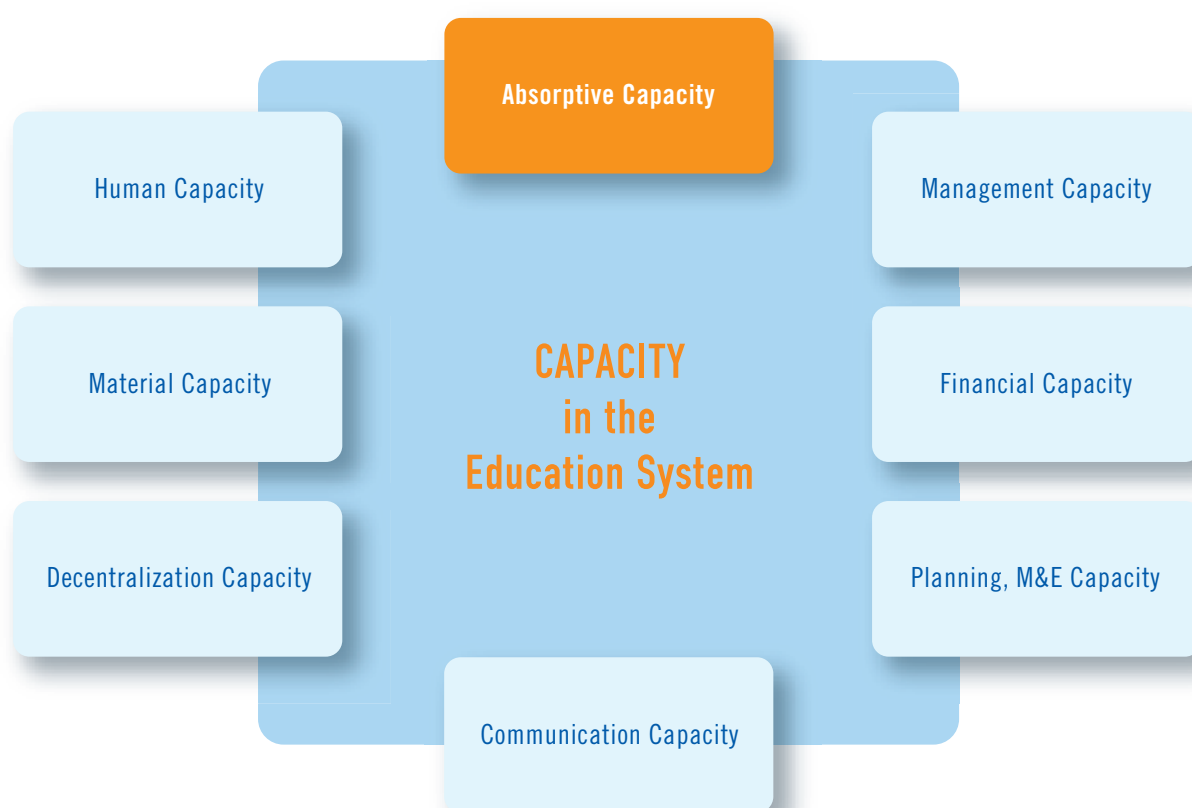 Absorptive Capacity
Human Capacity
Management Capacity
Material Capacity
CAPACITY
in the
Education System
Financial Capacity
Decentralization Capacity
Planning, M&E Capacity
Communication Capacity